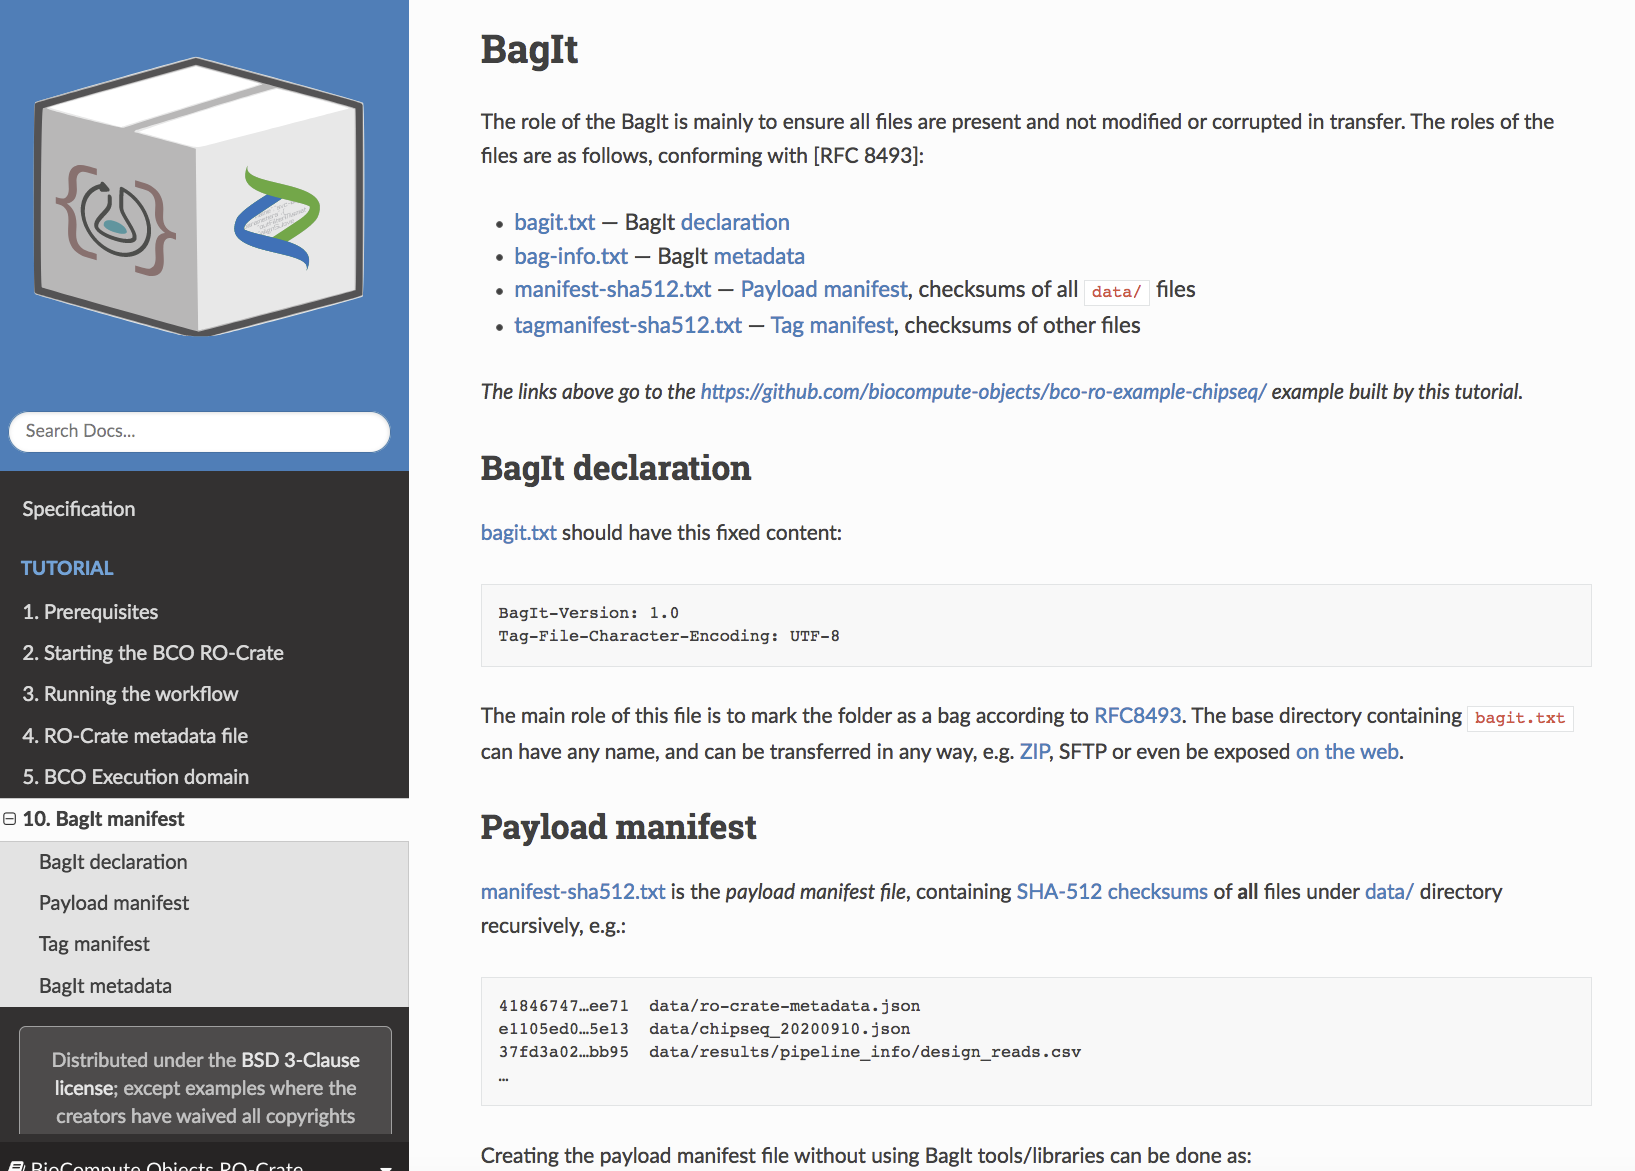 Search Docs...
Specification
TUTORIAL
1. Prerequisites
2. Starting the BCO RO-Crate
3. Running the workflow
4. RO-Crate metadata file
5. BCO Execution domain
10. BagIt manifest
BagIt declaration
Payload manifest
Tag manifest
BagIt metadata
Distributed under the BSD 3-Clause
license; except examples where the
creators have waived all copyrights
BioCompute Objects RO-Crate
BagIt
The role of the BagIt is mainly to ensure all files are present and not modified or corrupted in transfer. The roles of the
files are as follows, conforming with [RFC 8493]:
• bagit.txt — BagIt declaration
• bag-info.txt — BagIt metadata
• manifest-sha512.txt — Payload manifest, checksums of all data/ files
• tagmanifest-sha512.txt — Tag manifest, checksums of other files
The links above go to the https://github.com/biocompute-objects/bco-ro-example-chipseq/ example built by this tutorial.
BagIt declaration
bagit.txt should have this fixed content:
BagIt-Version: 1.0
Tag-File-Character-Encoding: UTF-8
The main role of this file is to mark the folder as a bag according to RFC8493. The base directory containing bagit.txt
can have any name, and can be transferred in any way, e.g. ZIP, SFTP or even be exposed on the web.
Payload manifest
manifest-sha512.txt is the payload manifest file, containing SHA-512 checksums of all files under data/ directory
recursively, e.g.:
41846747…ee71  data/ro-crate-metadata.json
e1105ed0…5e13  data/chipseq_20200910.json
37fd3a02…bb95  data/results/pipeline_info/design_reads.csv
…
Creating the payload manifest file without using BagIt tools/libraries can be done as: